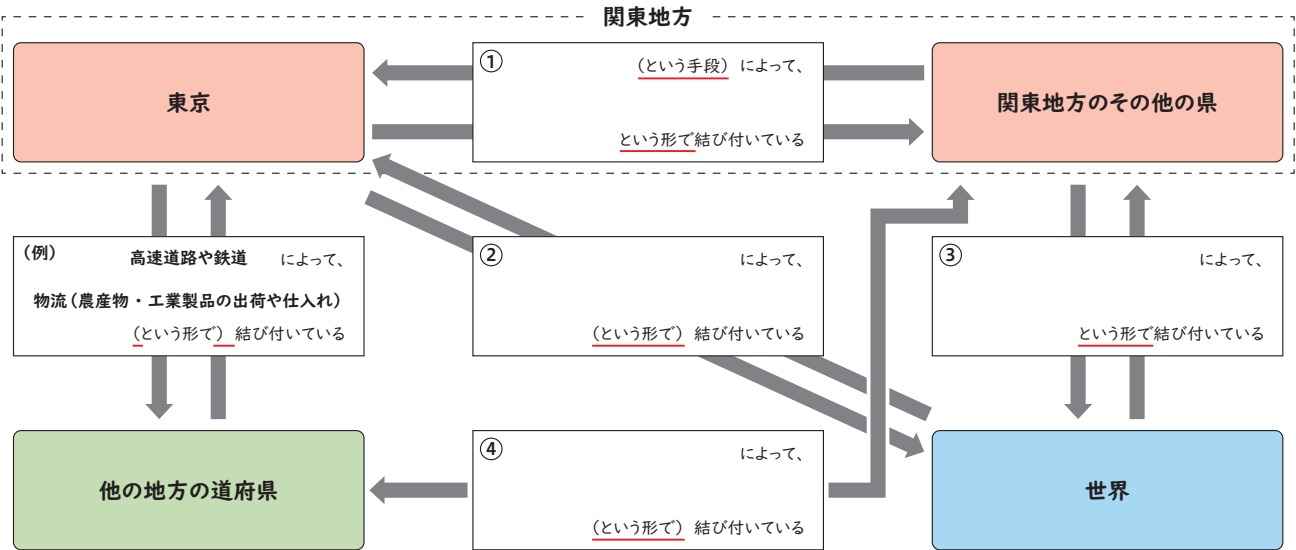 関東地方
東京
① (という手段) によって、
という形で結び付いている
関東地方のその他の県
(例) 高速道路や鉄道 によって、
物流(農産物・工業製品の出荷や仕入れ)
(という形で) 結び付いている
② によって、
(という形で) 結び付いている
③ によって、
という形で結び付いている
他の地方の道府県
④ によって、
(という形で) 結び付いている
世界